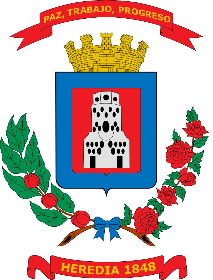 PAZ, TRABAJO, PROGRESO
HEREDIA 1848